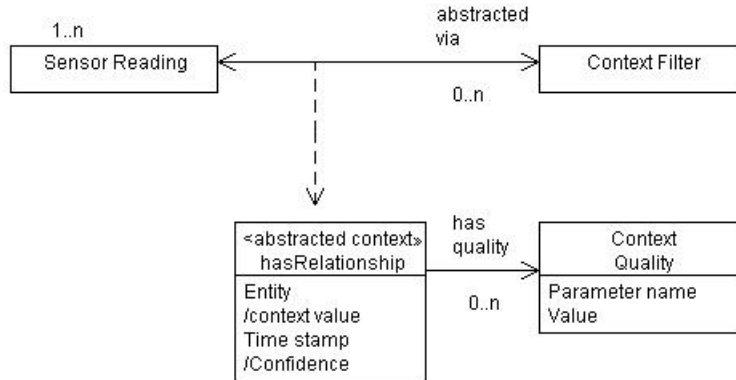 1..n
abstracted
via
Sensor Reading
Context Filter
0..n
«abstracted context»
hasRelationship
Entity
/context value
Time stamp
/Confidence
has
quality
0..n
Context
Quality
Parameter name
Value